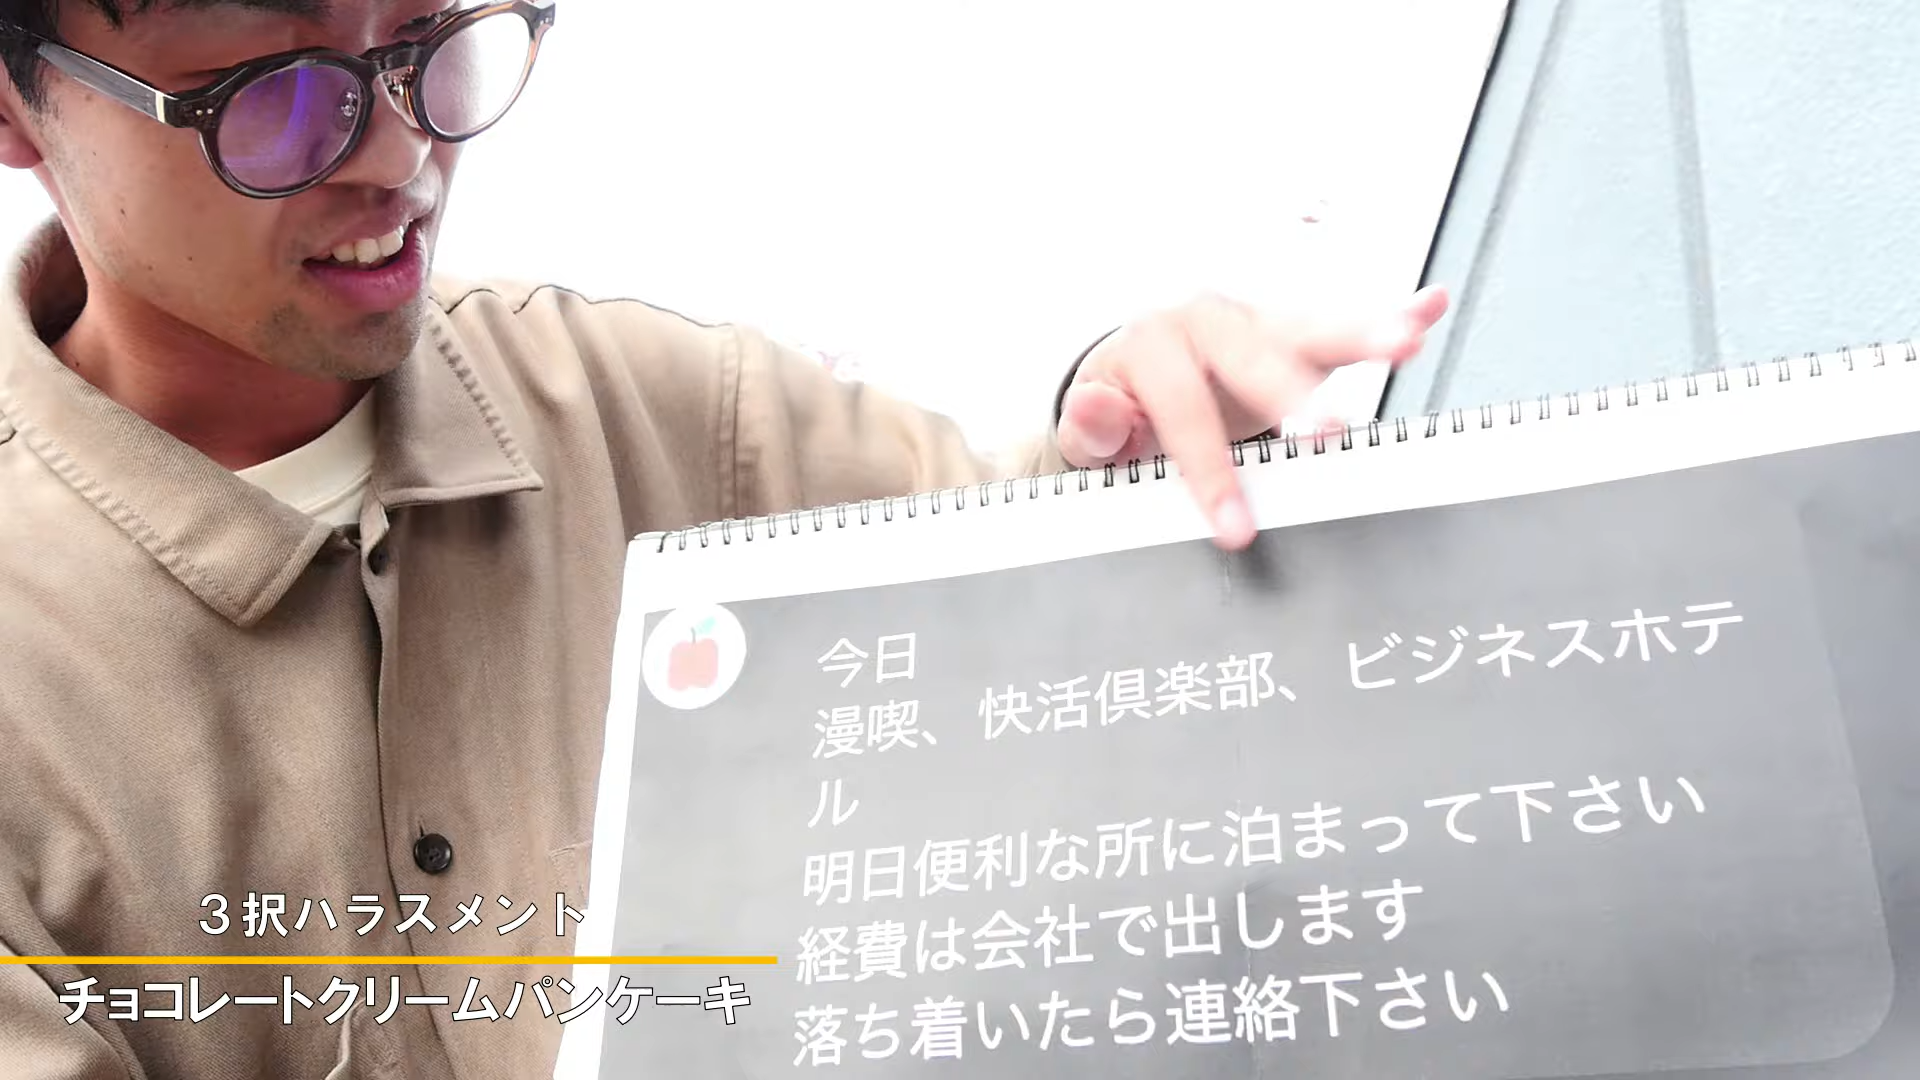 今日
漫喫、快活倶楽部、ビジネスホテ
ル
明日便利な所に泊まって下さい
経費は会社で出します
落ち着いたら連絡下さい
３択ハラスメント
チョコレートクリームパンケーキ